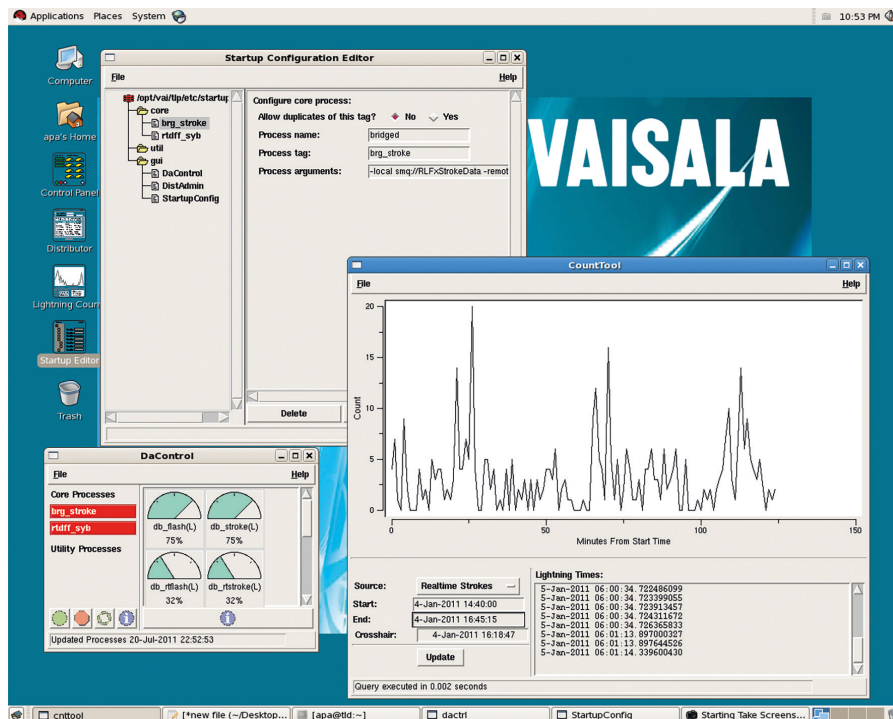 Applications Places System
10:53 PM
Computer
apa's Home
Control Panel
Distributor
Lightning Coun
Startup Editor
Trash
Startup Configuration Editor
File
Help
/opt/vai/tlp/etc/startup
core
brg_stroke
rtdff_syb
util
gui
DaControl
DistAdmin
StartupConfig
Configure core process:
Allow duplicates of this tag? No Yes
Process name: bridged
Process tag: brg_stroke
Process arguments: -local smq://RLFxStrokeData -remot
Delete
VAISALA
CountTool
File
Help
20
15
10
5
0
Count
0 50 100 150
Minutes From Start Time
Source: Realtime Strokes
Start: 4-Jan-2011 14:40:00
End: 4-Jan-2011 16:45:15
Crosshair: 4-Jan-2011 16:18:47
Update
Lightning Times:
5-Jan-2011 06:00:34.722486099
5-Jan-2011 06:00:34.723399055
5-Jan-2011 06:00:34.723913457
5-Jan-2011 06:00:34.724311672
5-Jan-2011 06:00:34.726365833
5-Jan-2011 06:01:13.897000327
5-Jan-2011 06:01:13.897644526
5-Jan-2011 06:01:14.339600430
Query executed in 0.002 seconds
DaControl
File
Help
Core Processes
brg_stroke
rtdff_syb
Utility Processes
db_flash(L)
75%
db_stroke(L)
75%
db_rtflash(L)
32%
db_rtstroke(L)
32%
Updated Processes 20-Jul-2011 22:52:53
cnttool
[*new file (~/Desktop...
[apa@tld:~]
dactrl
StartupConfig
Starting Take Screens...